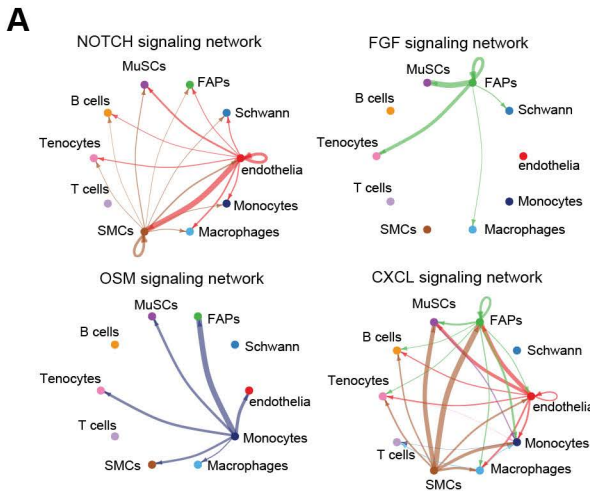 A
NOTCH signaling network
MuSCs
FAPs
B cells
Schwann
Tenocytes
endothelia
T cells
Monocytes
SMCs
Macrophages
FGF signaling network
MuSCs
FAPs
B cells
Schwann
Tenocytes
endothelia
T cells
Monocytes
SMCs
Macrophages
OSM signaling network
MuSCs
FAPs
B cells
Schwann
Tenocytes
endothelia
T cells
Monocytes
SMCs
Macrophages
CXCL signaling network
MuSCs
FAPs
B cells
Schwann
Tenocytes
endothelia
T cells
Monocytes
Macrophages
SMCs